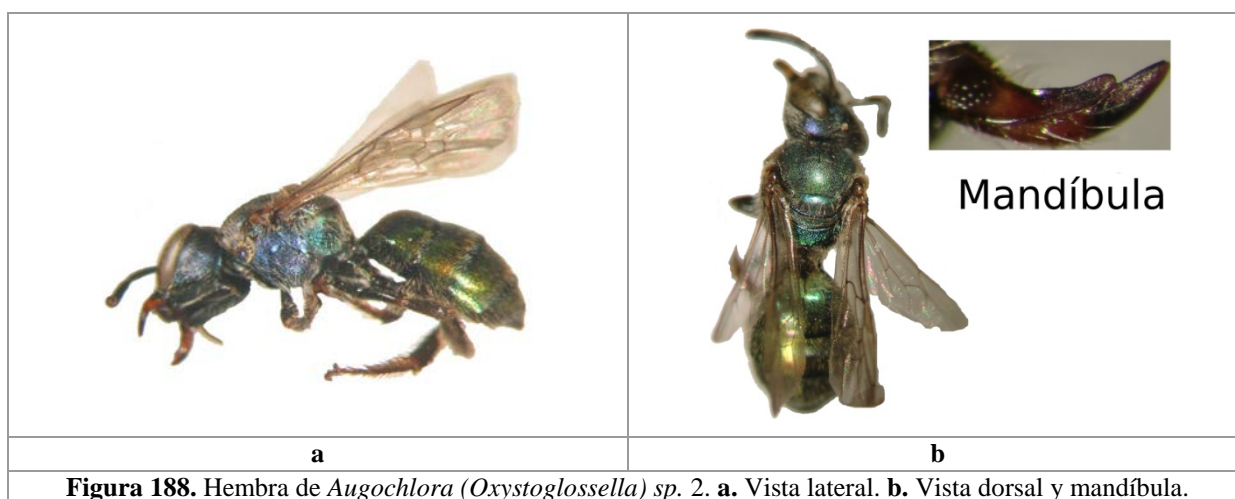 Mandíbula
a b
Figura 188. Hembra de Augochlora (Oxystoglossella) sp. 2. a. Vista lateral. b. Vista dorsal y mandíbula.